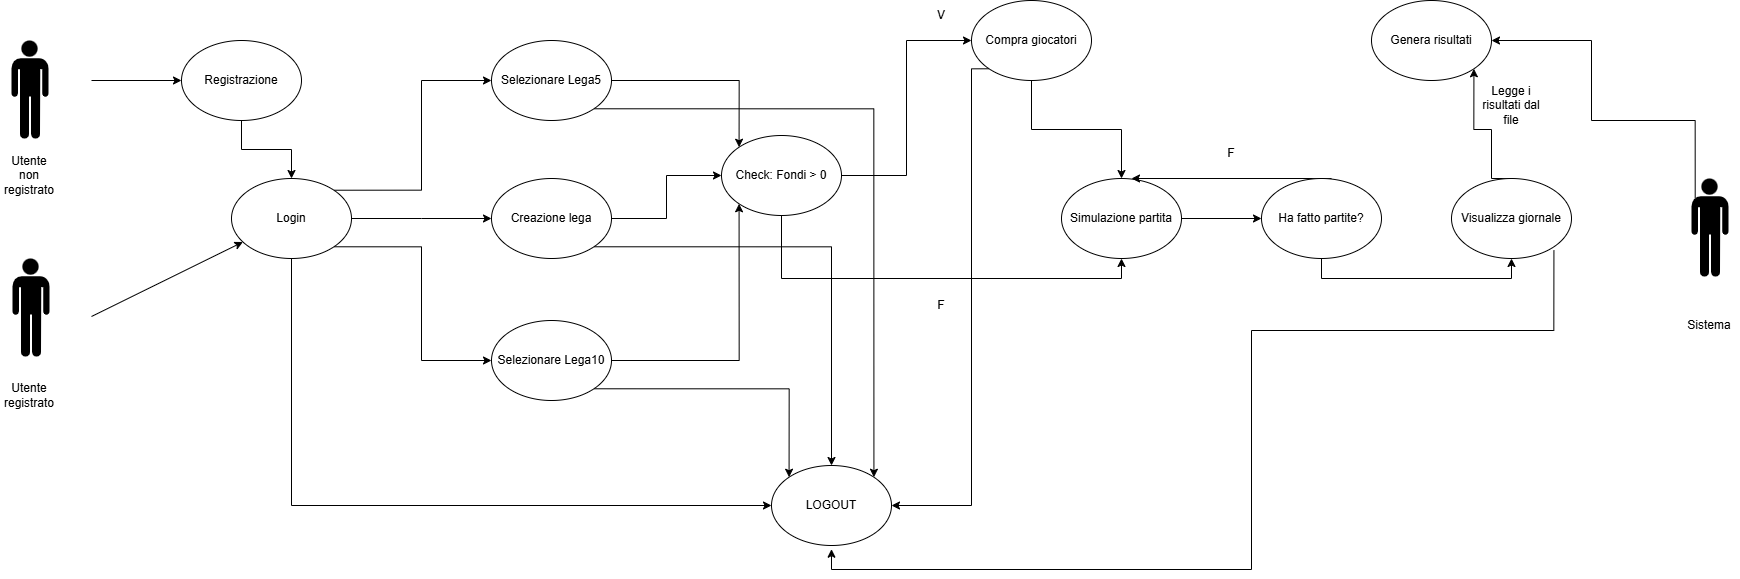 V
Compra giocatori
Genera risultati
Registrazione
Selezionare Lega5
Legge i
risultati dal
file
Utente
non
registrato
F
Check: Fondi > 0
Login
Creazione lega
Simulazione partita
Ha fatto partite?
Visualizza giornale
F
Sistema
Selezionare Lega10
Utente
registrato
LOGOUT